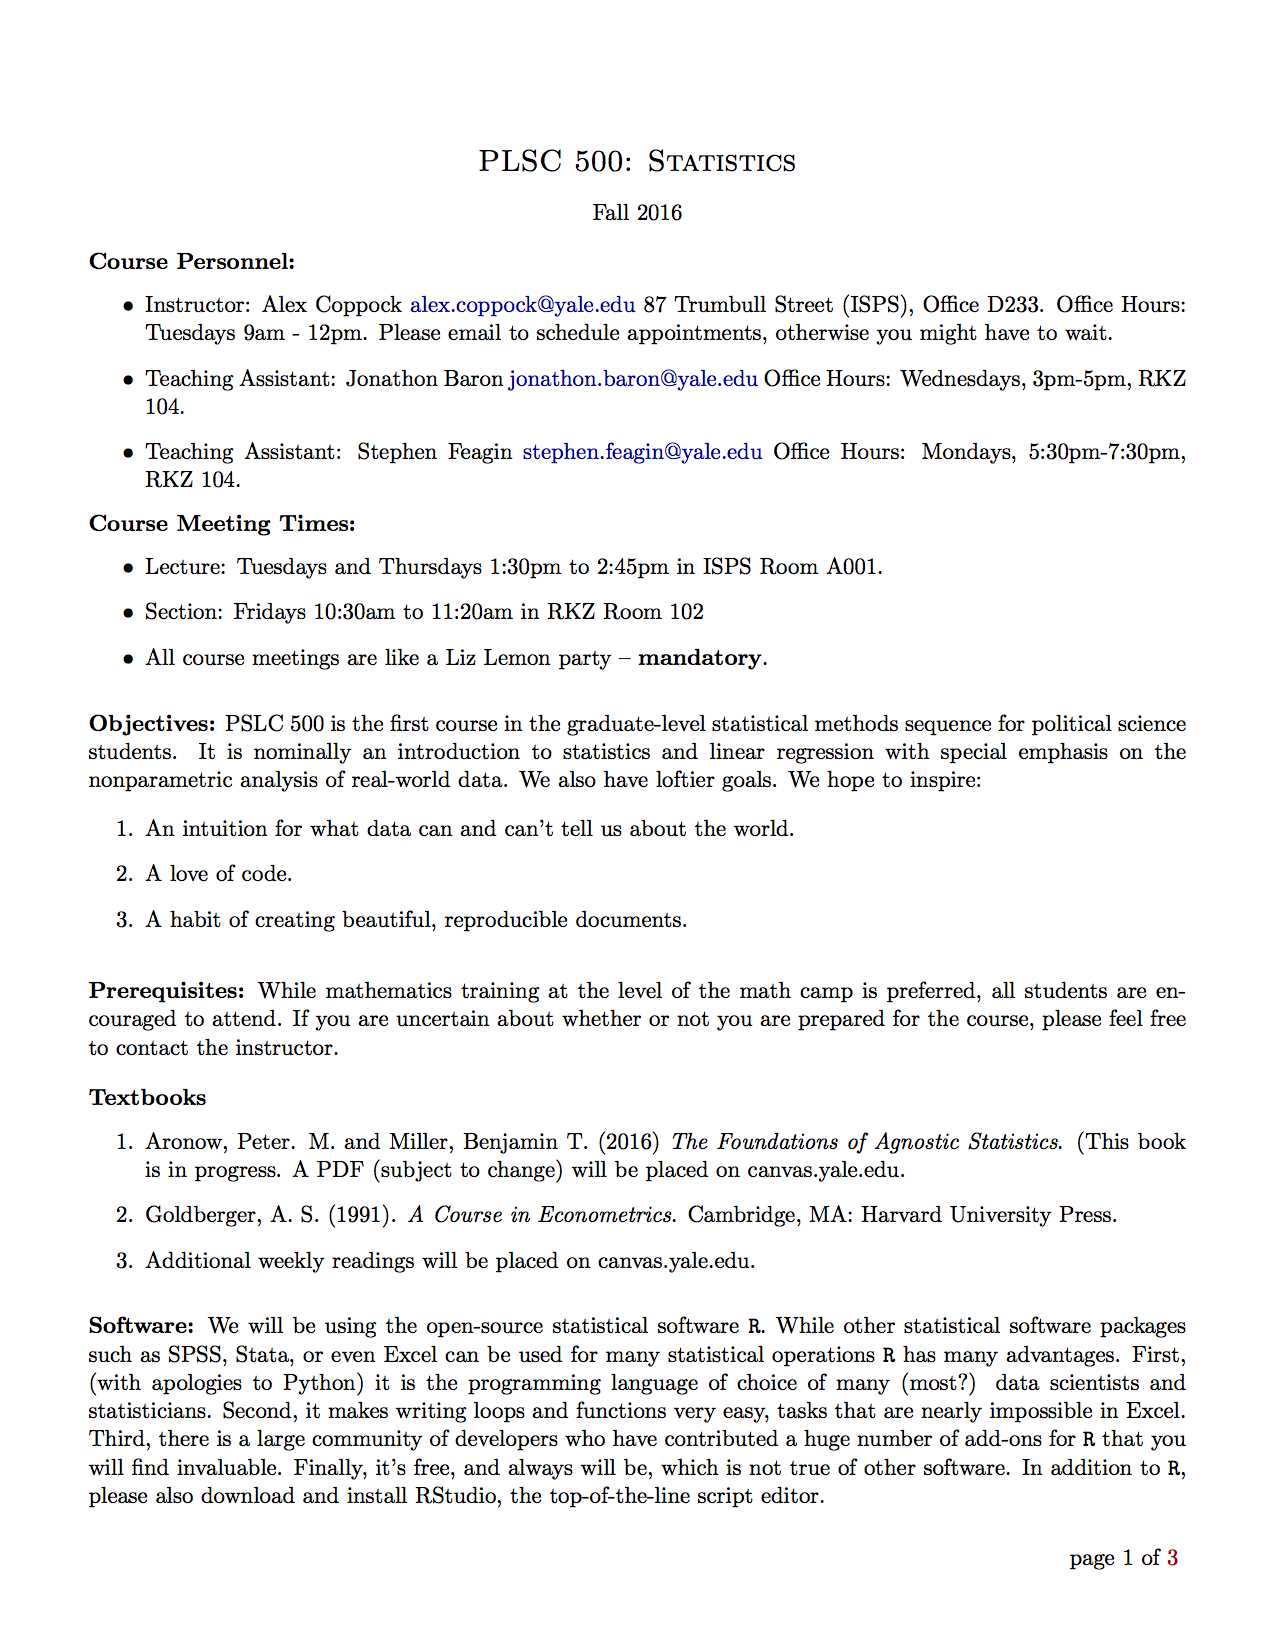 PLSC 500: Statistics
Fall 2016
Course Personnel:
• Instructor: Alex Coppock alex.coppock@yale.edu 87 Trumbull Street (ISPS), Office D233. Office Hours:
Tuesdays 9am - 12pm. Please email to schedule appointments, otherwise you might have to wait.
• Teaching Assistant: Jonathon Baron jonathon.baron@yale.edu Office Hours: Wednesdays, 3pm-5pm, RKZ
104.
• Teaching Assistant: Stephen Feagin stephen.feagin@yale.edu Office Hours: Mondays, 5:30pm-7:30pm,
RKZ 104.
Course Meeting Times:
• Lecture: Tuesdays and Thursdays 1:30pm to 2:45pm in ISPS Room A001.
• Section: Fridays 10:30am to 11:20am in RKZ Room 102
• All course meetings are like a Liz Lemon party – mandatory.
Objectives: PSLC 500 is the first course in the graduate-level statistical methods sequence for political science
students. It is nominally an introduction to statistics and linear regression with special emphasis on the
nonparametric analysis of real-world data. We also have loftier goals. We hope to inspire:
1. An intuition for what data can and can't tell us about the world.
2. A love of code.
3. A habit of creating beautiful, reproducible documents.
Prerequisites: While mathematics training at the level of the math camp is preferred, all students are en-
couraged to attend. If you are uncertain about whether or not you are prepared for the course, please feel free
to contact the instructor.
Textbooks
1. Aronow, Peter. M. and Miller, Benjamin T. (2016) The Foundations of Agnostic Statistics. (This book
is in progress. A PDF (subject to change) will be placed on canvas.yale.edu.
2. Goldberger, A. S. (1991). A Course in Econometrics. Cambridge, MA: Harvard University Press.
3. Additional weekly readings will be placed on canvas.yale.edu.
Software: We will be using the open-source statistical software R. While other statistical software packages
such as SPSS, Stata, or even Excel can be used for many statistical operations R has many advantages. First,
(with apologies to Python) it is the programming language of choice of many (most?) data scientists and
statisticians. Second, it makes writing loops and functions very easy, tasks that are nearly impossible in Excel.
Third, there is a large community of developers who have contributed a huge number of add-ons for R that you
will find invaluable. Finally, it's free, and always will be, which is not true of other software. In addition to R,
please also download and install RStudio, the top-of-the-line script editor.
page 1 of 3